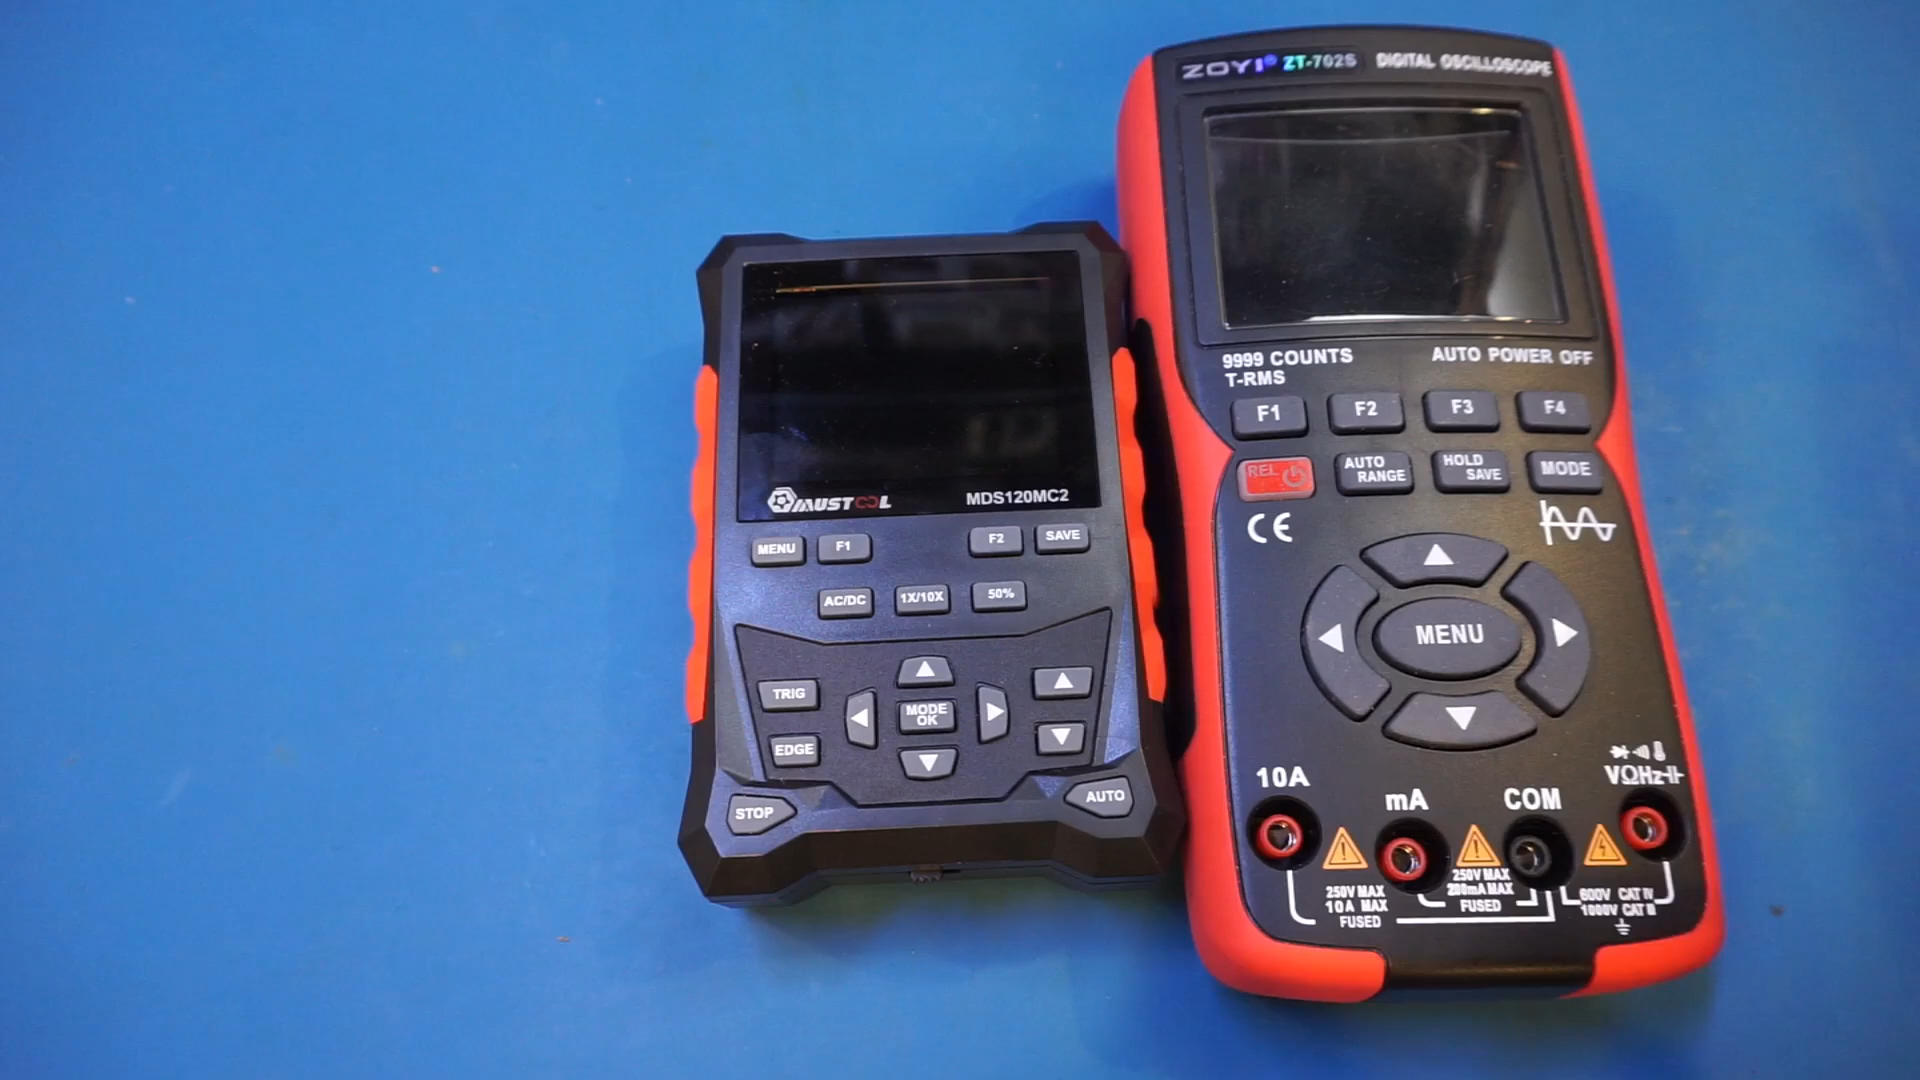 MUSTOOL
MDS120MC2
MENU
F1
F2
SAVE
AC/DC
1X/10X
50%
TRIG
MODE
OK
EDGE
STOP
AUTO
ZOYI ZT-702S DIGITAL OSCILLOSCOPE
9999 COUNTS
T-RMS
AUTO POWER OFF
F1
F2
F3
F4
REL
AUTO
RANGE
HOLD
SAVE
MODE
CE
MENU
10A
mA
COM
VΩHz
250V MAX
10A MAX
FUSED
250V MAX
200mA MAX
FUSED
600V CAT IV
1000V CAT III